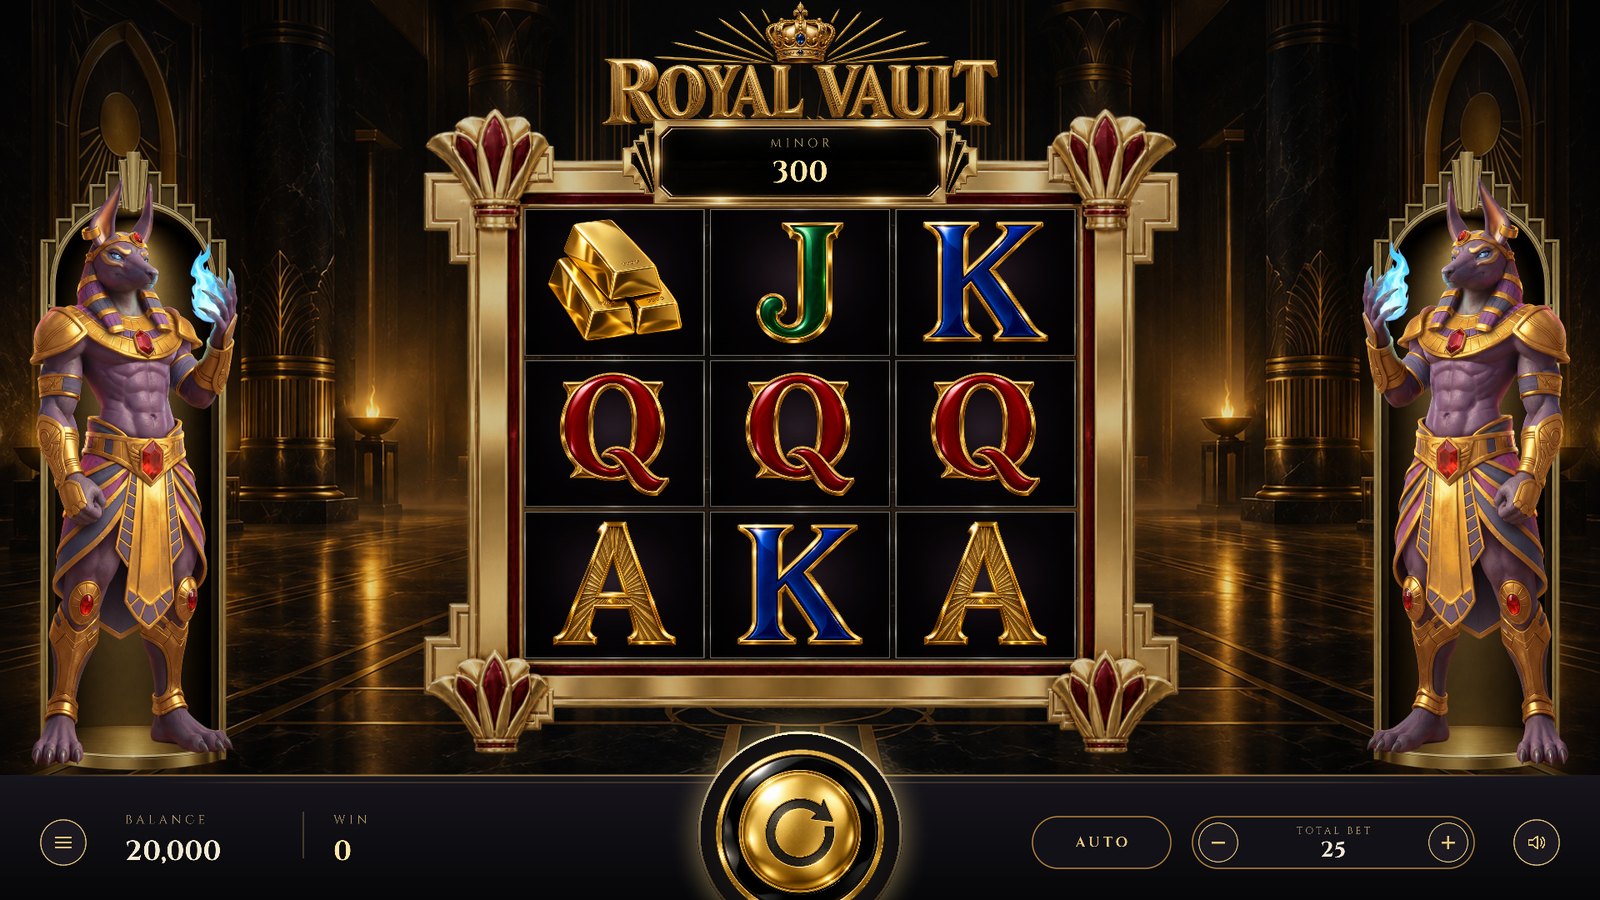 ROYAL VAULT
MINOR
300
J K
Q Q Q
A K A
BALANCE
20,000
WIN
0
AUTO
TOTAL BET
25